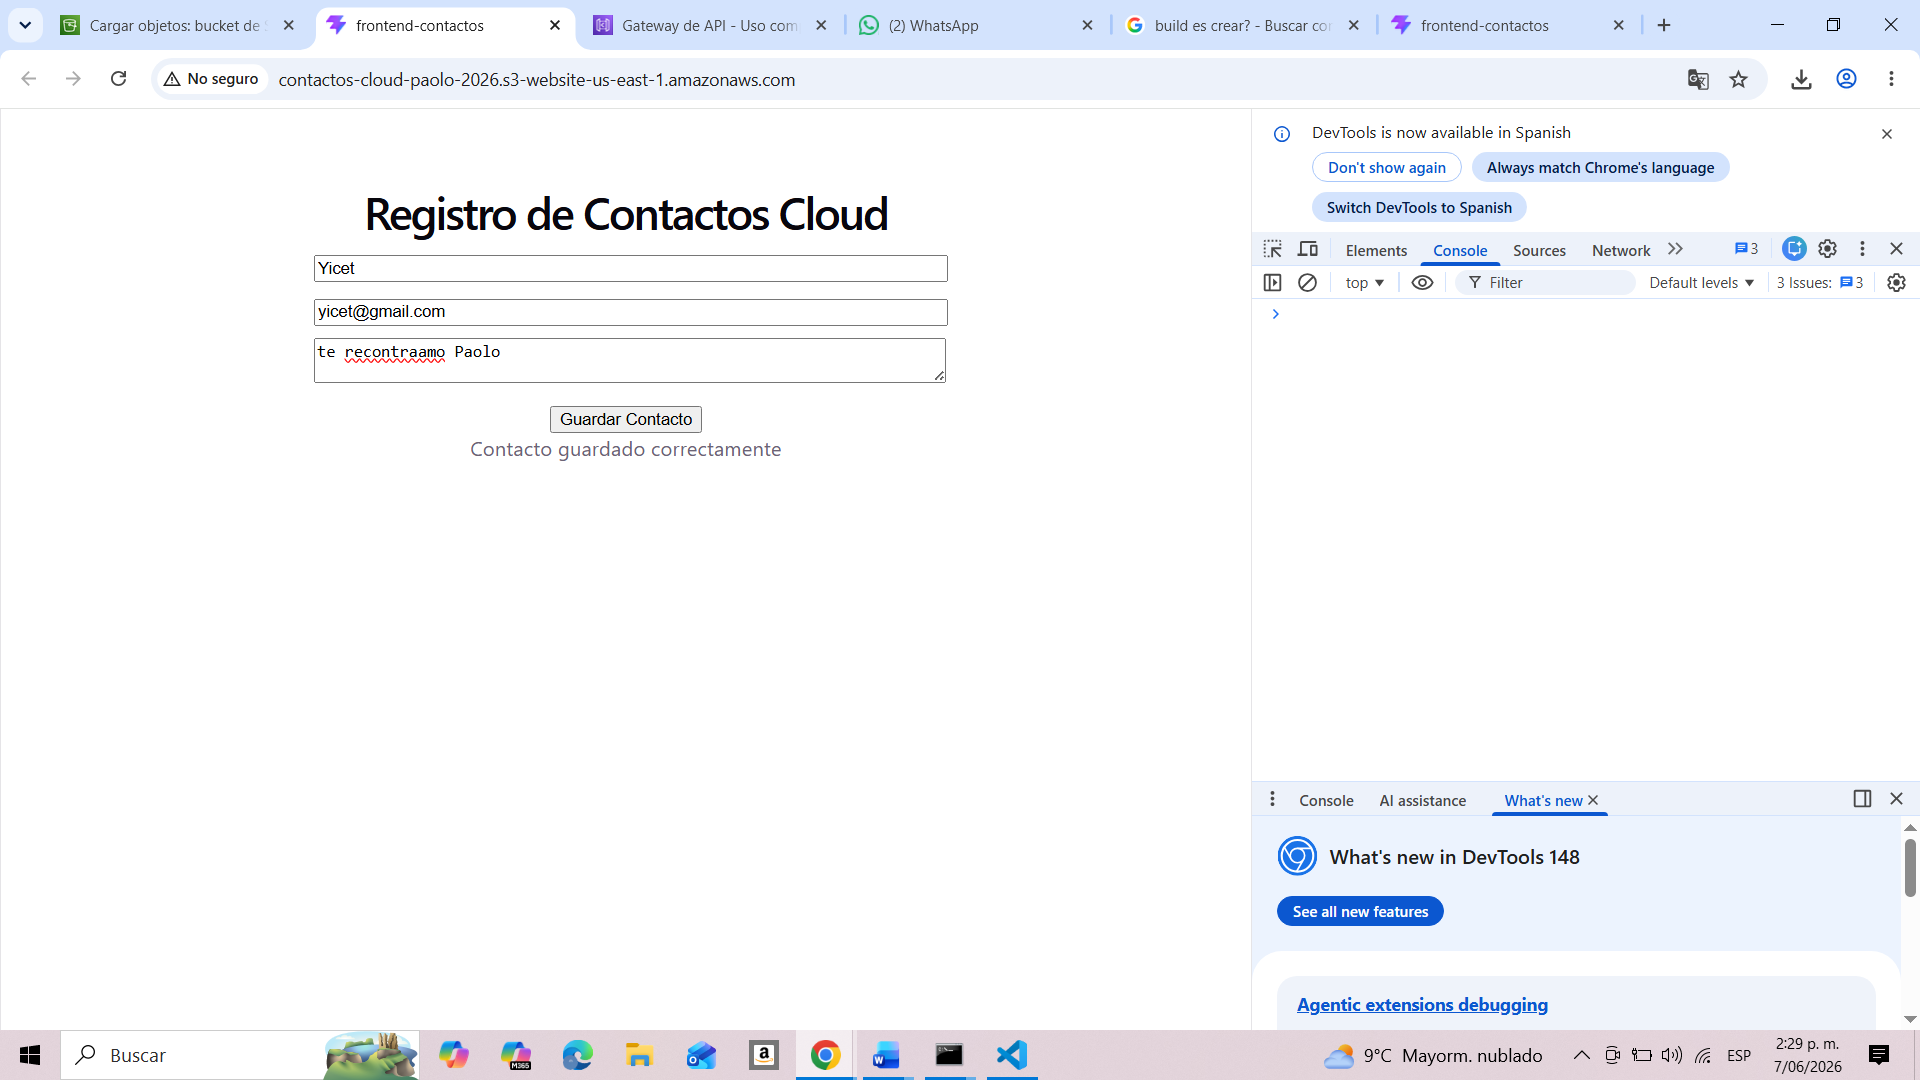 Cargar objetos: bucket de S
frontend-contactos
Gateway de API - Uso com
(2) WhatsApp
build es crear? - Buscar con
frontend-contactos
No seguro
contactos-cloud-paolo-2026.s3-website-us-east-1.amazonaws.com
Registro de Contactos Cloud
Yicet
yicet@gmail.com
te recontraamo Paolo
Guardar Contacto
Contacto guardado correctamente
DevTools is now available in Spanish
Don't show again
Always match Chrome's language
Switch DevTools to Spanish
Elements
Console
Sources
Network
3
top
Filter
Default levels
3 Issues:
3
Console
AI assistance
What's new
What's new in DevTools 148
See all new features
Agentic extensions debugging
Buscar
M365
a
9°C Mayorm. nublado
ESP
2:29 p. m.
7/06/2026